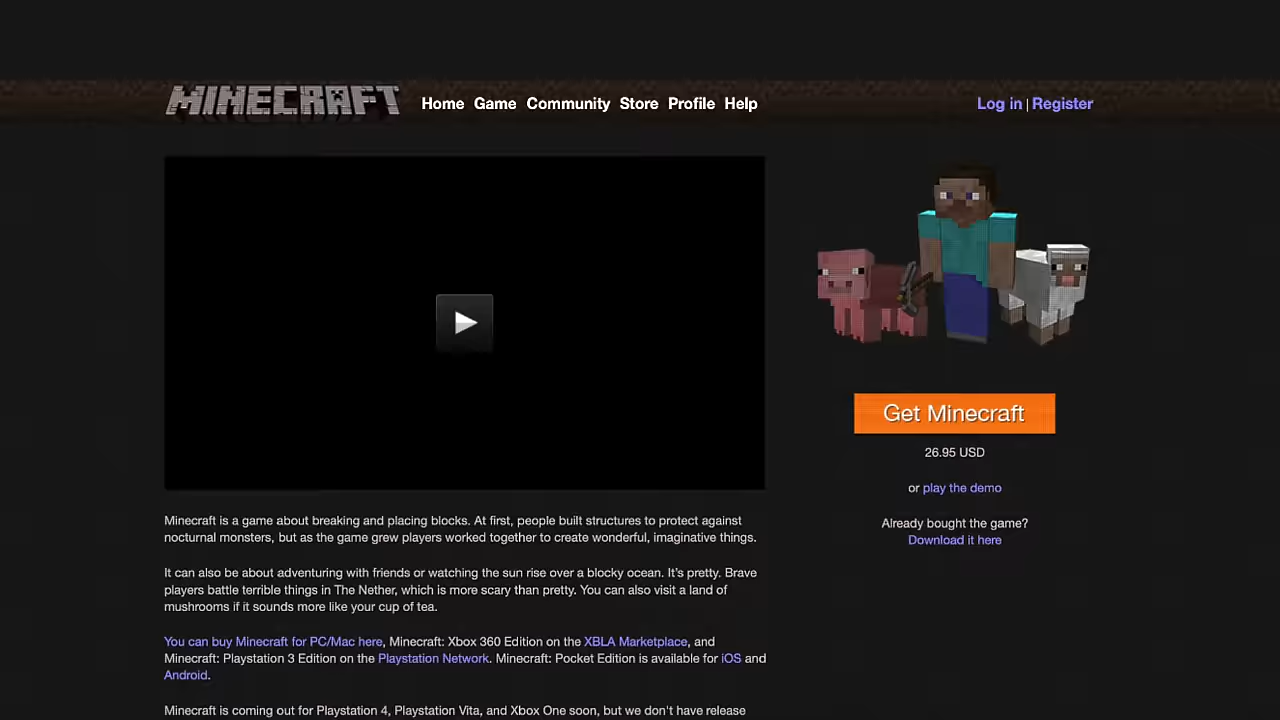 MINECRAFT Home Game Community Store Profile Help Log in | Register
Get Minecraft
26.95 USD
or play the demo
Already bought the game?
Download it here
Minecraft is a game about breaking and placing blocks. At first, people built structures to protect against
nocturnal monsters, but as the game grew players worked together to create wonderful, imaginative things.
It can also be about adventuring with friends or watching the sun rise over a blocky ocean. It’s pretty. Brave
players battle terrible things in The Nether, which is more scary than pretty. You can also visit a land of
mushrooms if it sounds more like your cup of tea.
You can buy Minecraft for PC/Mac here, Minecraft: Xbox 360 Edition on the XBLA Marketplace, and
Minecraft: Playstation 3 Edition on the Playstation Network. Minecraft: Pocket Edition is available for iOS and
Android.
Minecraft is coming out for Playstation 4, Playstation Vita, and Xbox One soon, but we don't have release